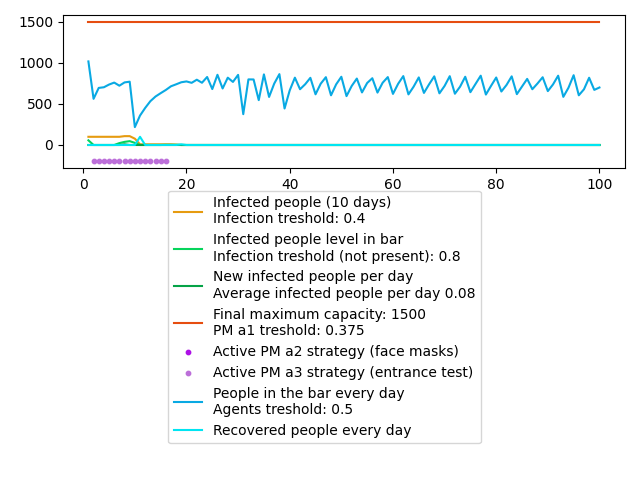 1500
1000
500
0
0 20 40 60 80 100
Infected people (10 days)
Infection treshold: 0.4
Infected people level in bar
Infection treshold (not present): 0.8
New infected people per day
Average infected people per day 0.08
Final maximum capacity: 1500
PM a1 treshold: 0.375
Active PM a2 strategy (face masks)
Active PM a3 strategy (entrance test)
People in the bar every day
Agents treshold: 0.5
Recovered people every day